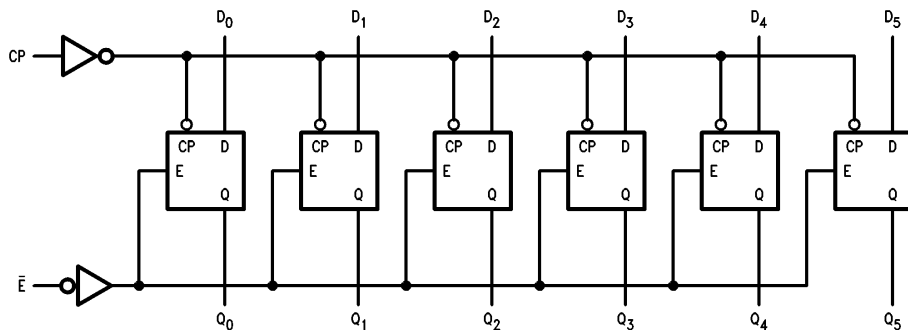 D0 D1 D2 D3 D4 D5
CP
CP D CP D CP D CP D CP D CP D
E E E E E E
Q Q Q Q Q Q
Ē
Q0 Q1 Q2 Q3 Q4 Q5